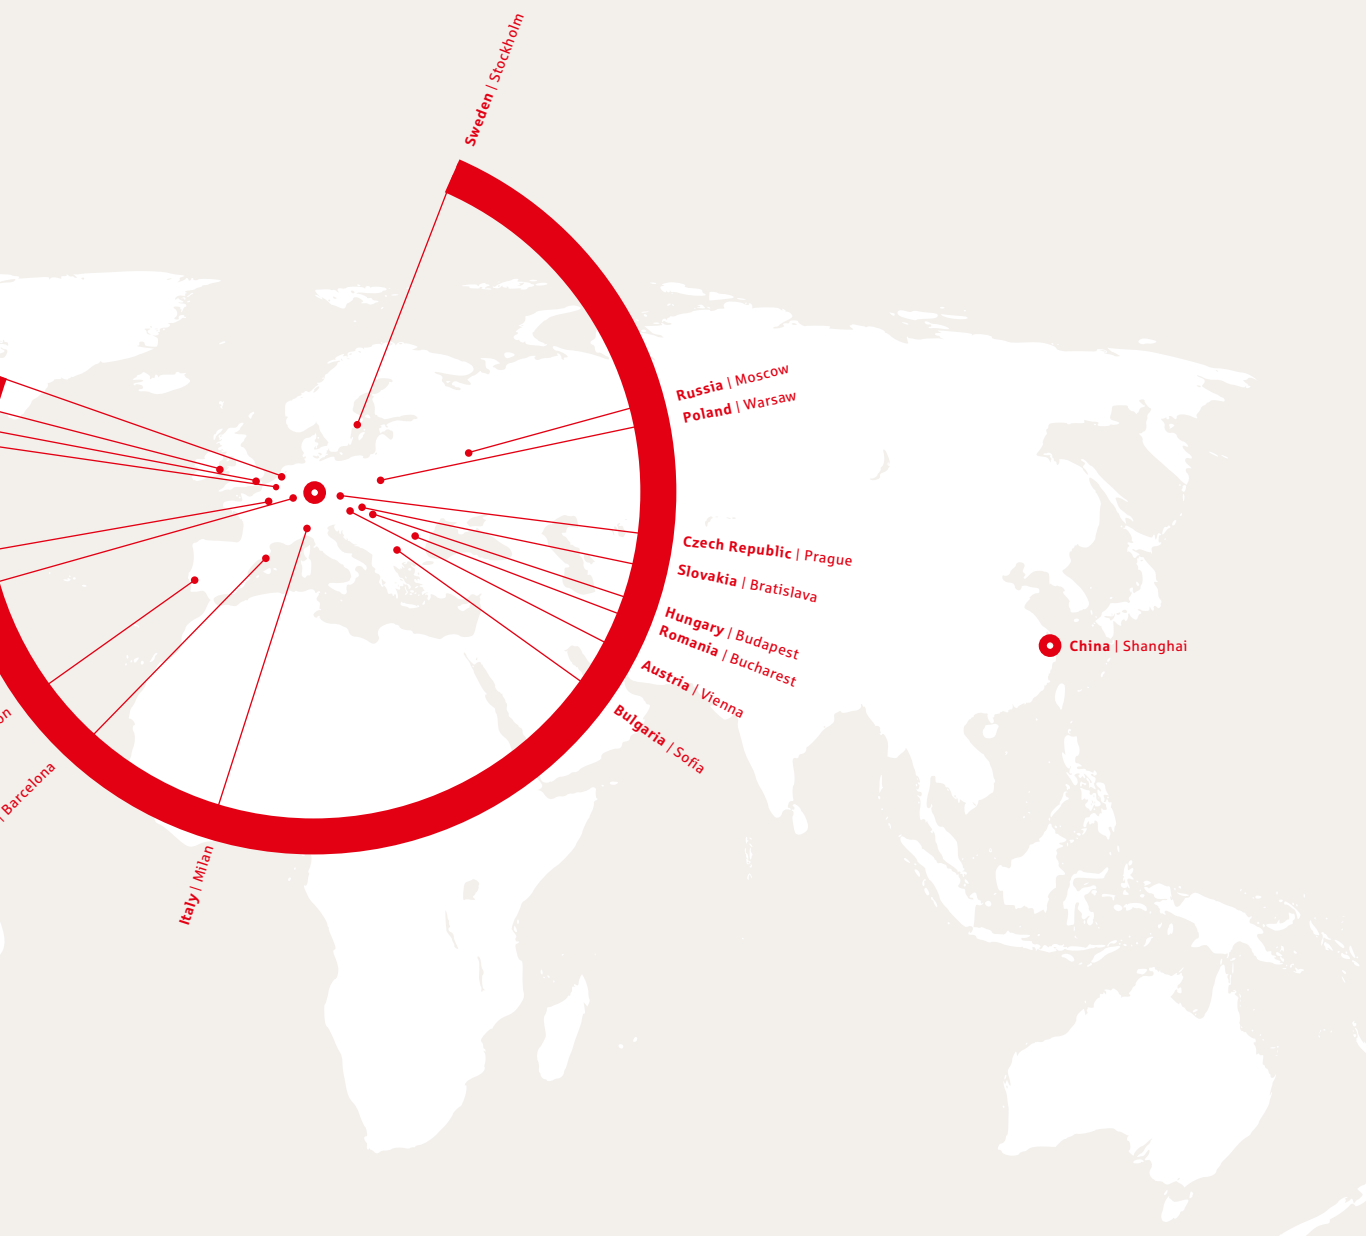 Sweden | Stockholm
Russia | Moscow
Poland | Warsaw
Czech Republic | Prague
Slovakia | Bratislava
Hungary | Budapest
Romania | Bucharest
Austria | Vienna
Bulgaria | Sofia
China | Shanghai
| Barcelona
Italy | Milan